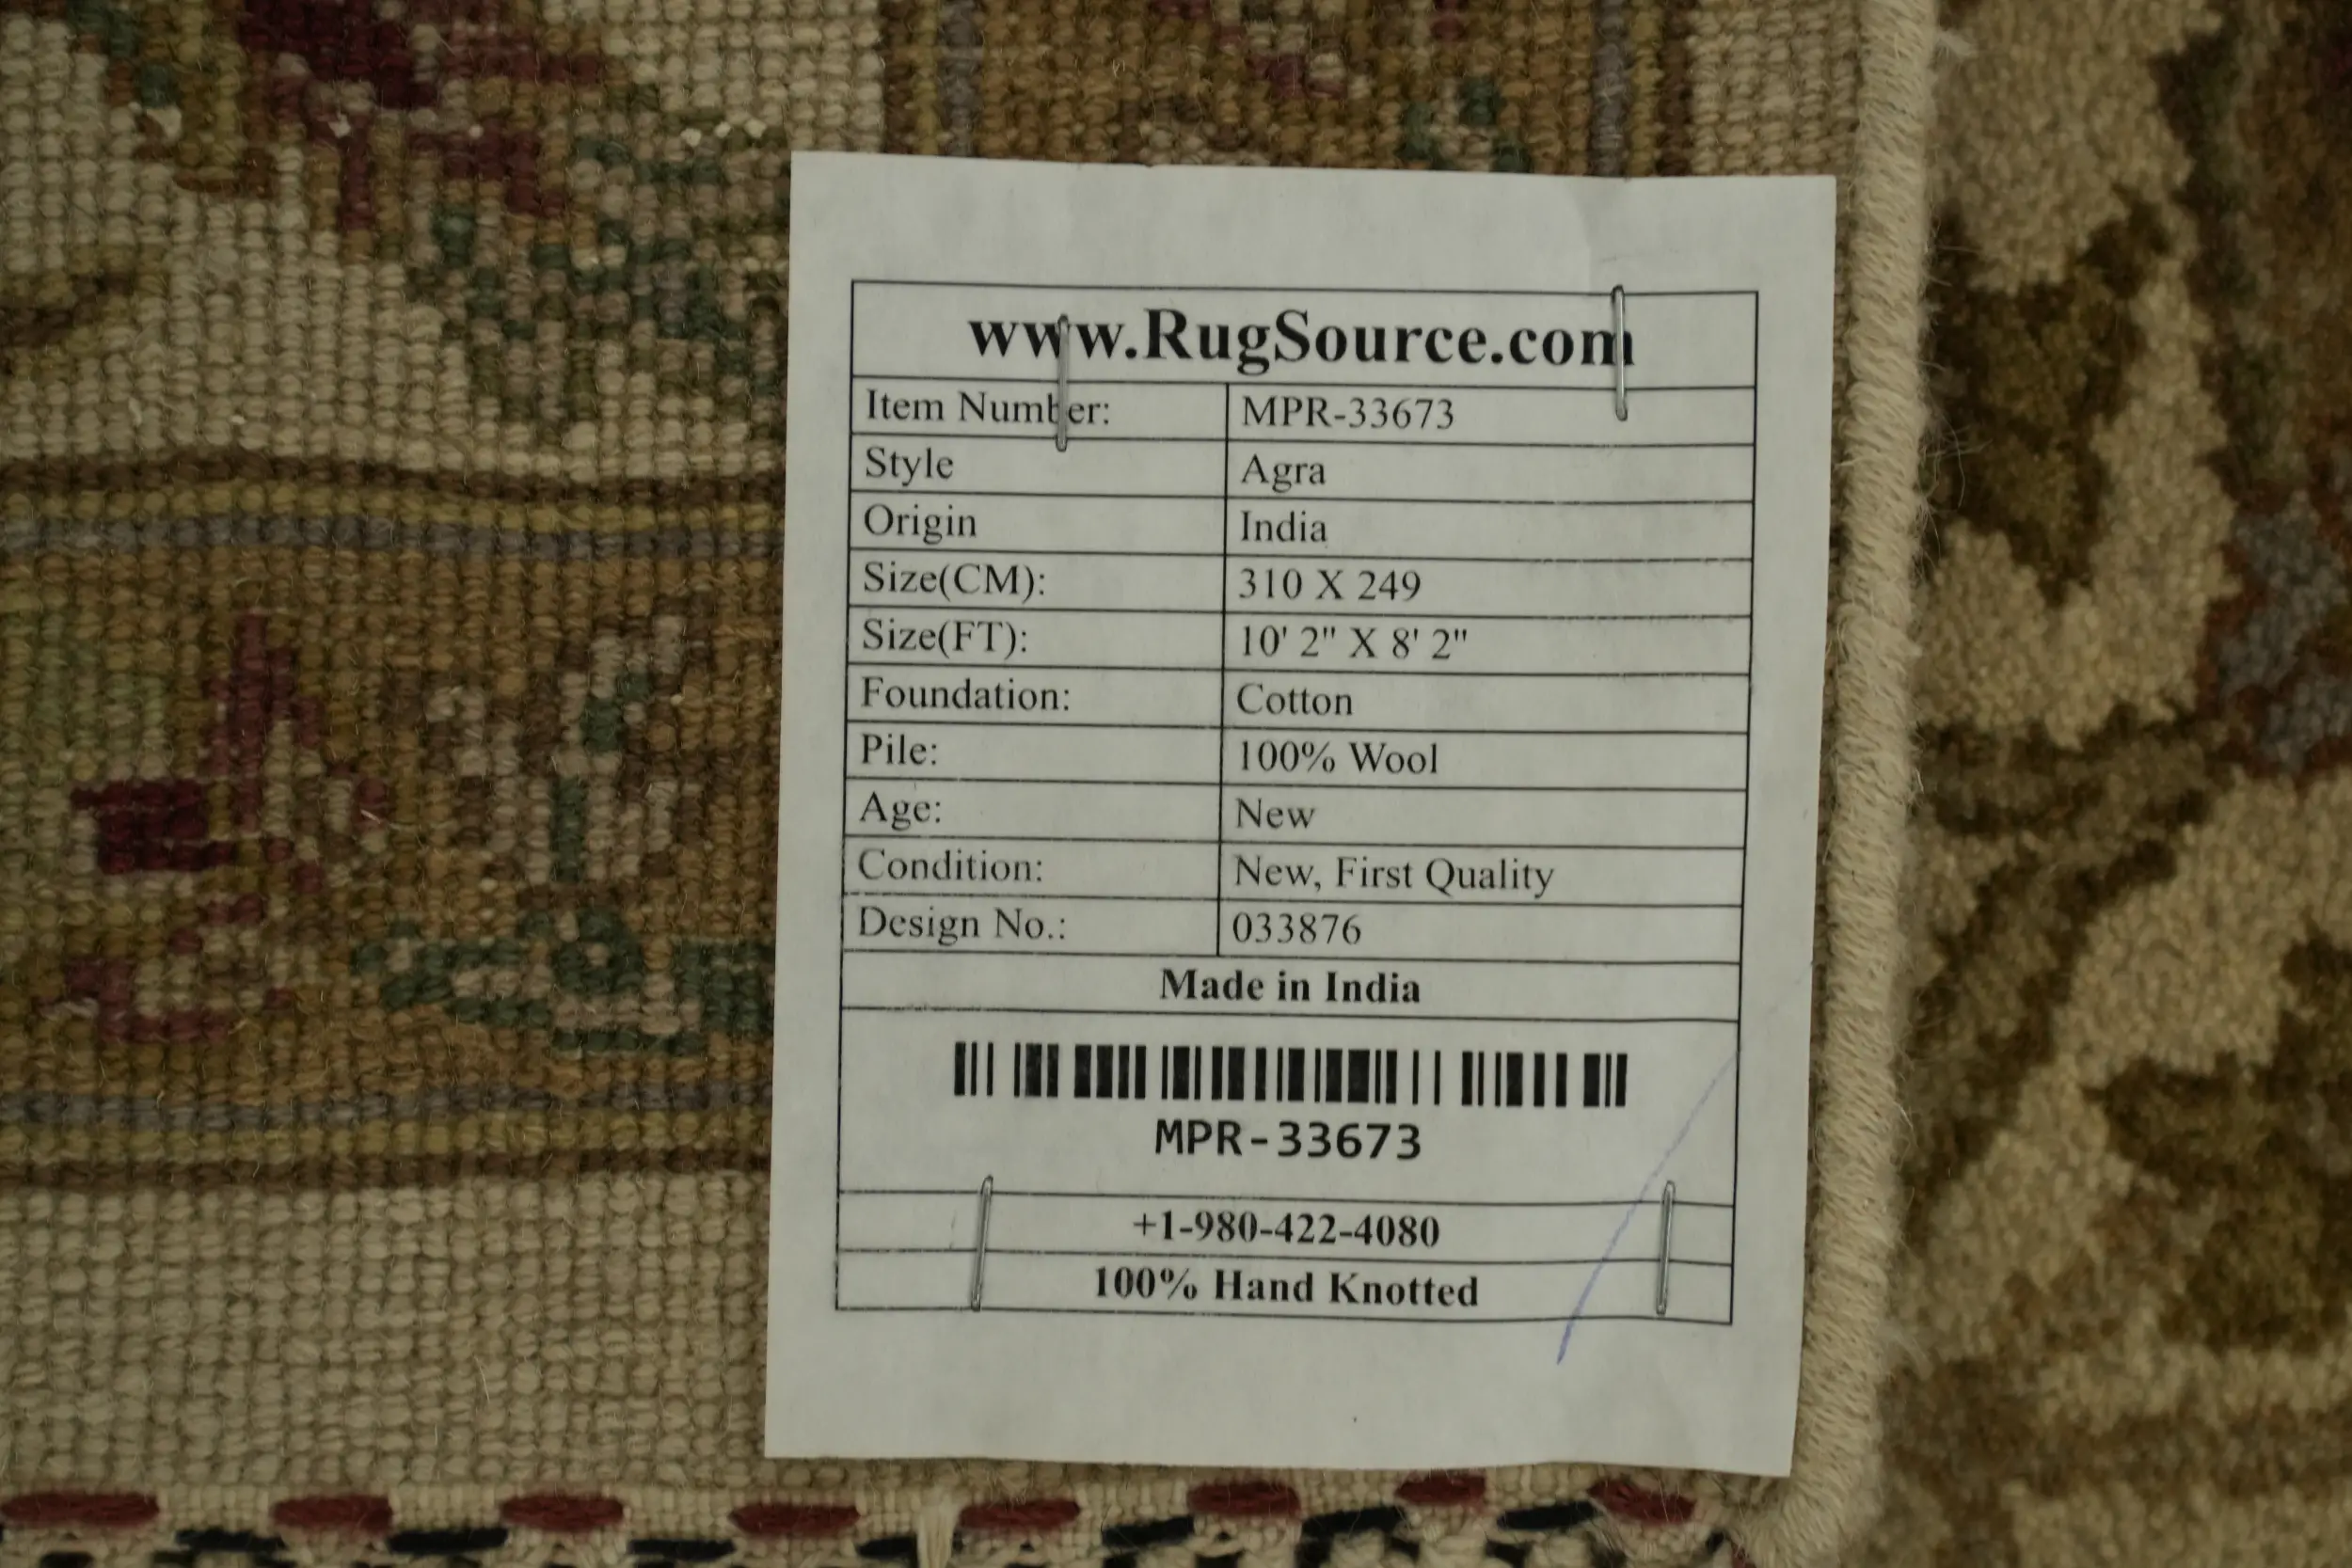 www.RugSource.com
Item Number: MPR-33673
Style Agra
Origin India
Size(CM): 310 X 249
Size(FT): 10' 2" X 8' 2"
Foundation: Cotton
Pile: 100% Wool
Age: New
Condition: New, First Quality
Design No.: 033876
Made in India
MPR-33673
+1-980-422-4080
100% Hand Knotted